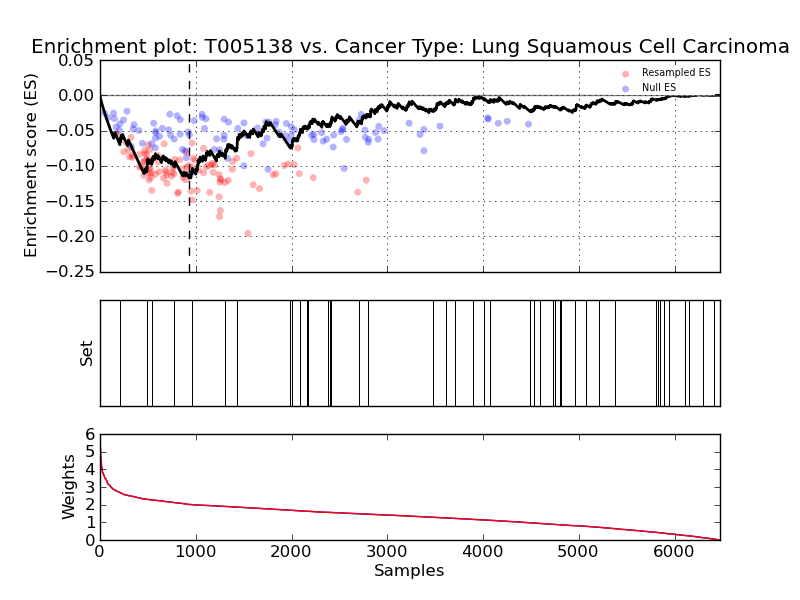 Enrichment plot: T005138 vs. Cancer Type: Lung Squamous Cell Carcinoma
0.05
0.00
−0.05
−0.10
−0.15
−0.20
−0.25
Enrichment score (ES)
Resampled ES
Null ES
Set
6
5
4
3
2
1
0
Weights
0 1000 2000 3000 4000 5000 6000
Samples